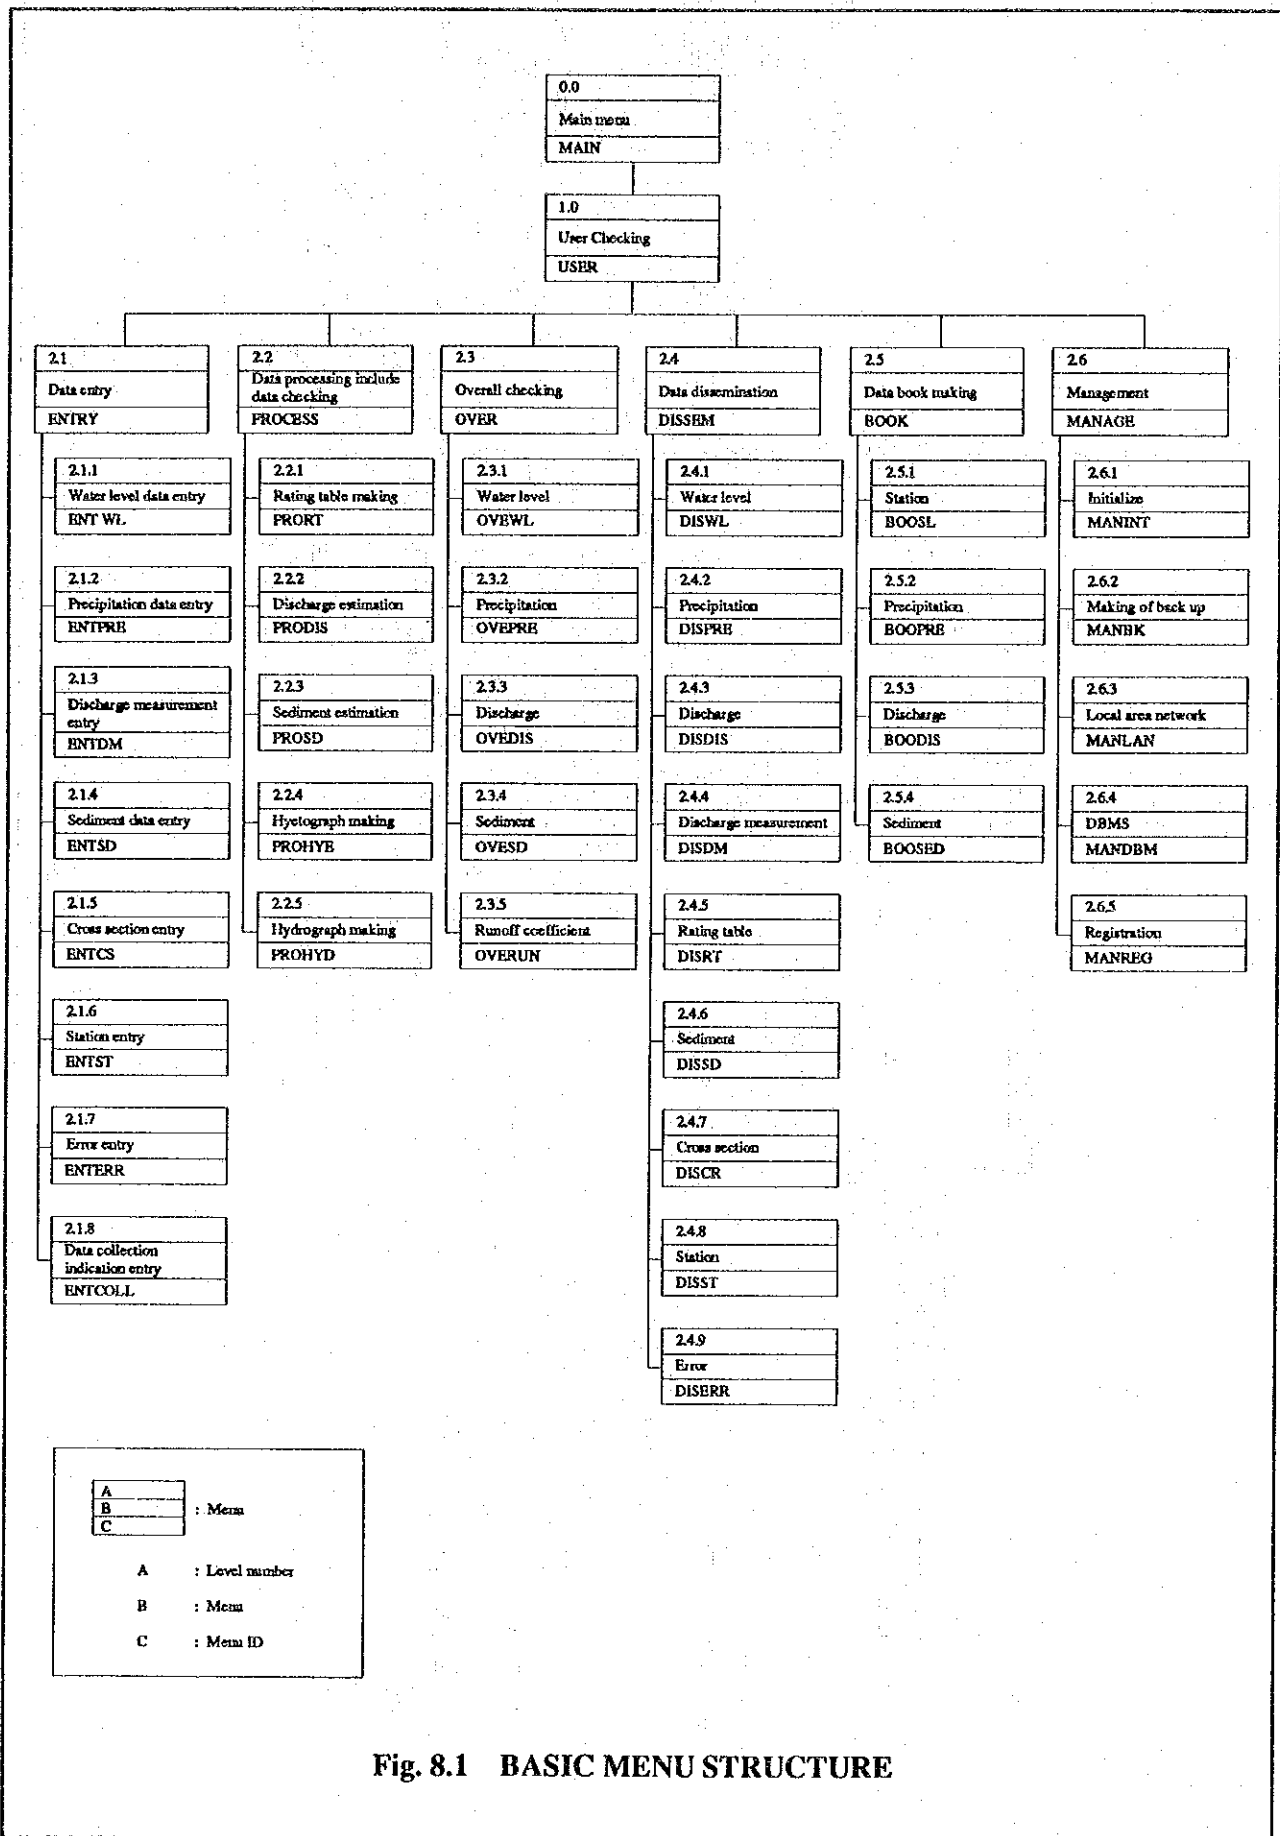 0.0
Main menu
MAIN
1.0
User Checking
USER
2.1
Data entry
ENTRY
2.1.1
Water level data entry
ENT WL
2.1.2
Precipitation data entry
ENTPRE
2.1.3
Discharge measurement
entry
ENTDM
2.1.4
Sediment data entry
ENTSD
2.1.5
Cross section entry
ENTCS
2.1.6
Station entry
ENTST
2.1.7
Error entry
ENTERR
2.1.8
Data collection
indication entry
ENTCOLL
2.2
Data processing include
data checking
PROCESS
2.2.1
Rating table making
PRORT
2.2.2
Discharge estimation
PRODIS
2.2.3
Sediment estimation
PROSD
2.2.4
Hyetograph making
PROHYE
2.2.5
Hydrograph making
PROHYD
2.3
Overall checking
OVER
2.3.1
Water level
OVEWL
2.3.2
Precipitation
OVEPRE
2.3.3
Discharge
OVEDIS
2.3.4
Sediment
OVESD
2.3.5
Runoff coefficient
OVERUN
2.4
Data dissemination
DISSEM
2.4.1
Water level
DISWL
2.4.2
Precipitation
DISPRE
2.4.3
Discharge
DISDIS
2.4.4
Discharge measurement
DISDM
2.4.5
Rating table
DISRT
2.4.6
Sediment
DISSD
2.4.7
Cross section
DISCR
2.4.8
Station
DISST
2.4.9
Error
DISERR
2.5
Data book making
BOOK
2.5.1
Station
BOOSL
2.5.2
Precipitation
BOOPRE
2.5.3
Discharge
BOODIS
2.5.4
Sediment
BOOSED
2.6
Management
MANAGE
2.6.1
Initialize
MANINT
2.6.2
Making of back up
MANBK
2.6.3
Local area network
MANLAN
2.6.4
DBMS
MANDBM
2.6.5
Registration
MANREG
A
B : Menu
C
A : Level number
B : Menu
C : Menu ID
Fig. 8.1 BASIC MENU STRUCTURE